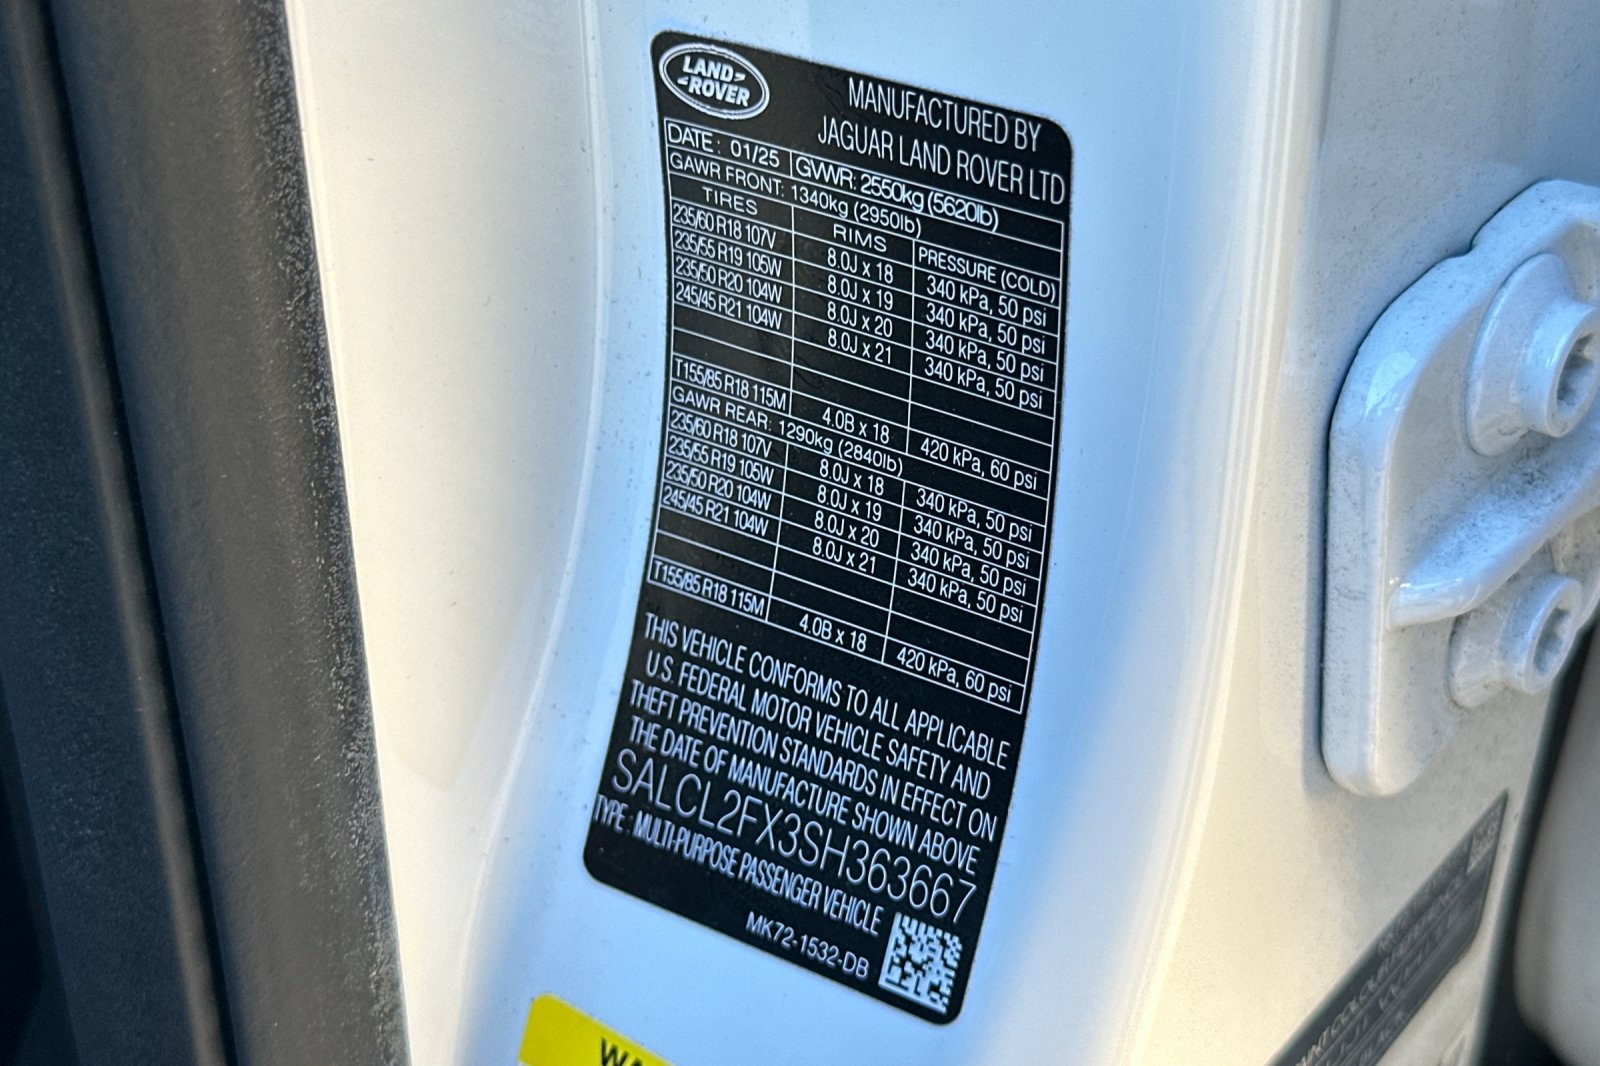 LAND
ROVER
MANUFACTURED BY
JAGUAR LAND ROVER LTD
DATE: 01/25 GVWR: 2550kg (5620lb)
GAWR FRONT: 1340kg (2950lb)
TIRES RIMS PRESSURE (COLD)
235/60 R18 107V 8.0J x 18 340 kPa, 50 psi
235/55 R19 105W 8.0J x 19 340 kPa, 50 psi
235/50 R20 104W 8.0J x 20 340 kPa, 50 psi
245/45 R21 104W 8.0J x 21 340 kPa, 50 psi
T155/85 R18 115M 4.0B x 18 420 kPa, 60 psi
GAWR REAR: 1290kg (2840lb)
235/60 R18 107V 8.0J x 18 340 kPa, 50 psi
235/55 R19 105W 8.0J x 19 340 kPa, 50 psi
235/50 R20 104W 8.0J x 20 340 kPa, 50 psi
245/45 R21 104W 8.0J x 21 340 kPa, 50 psi
T155/85 R18 115M 4.0B x 18 420 kPa, 60 psi
THIS VEHICLE CONFORMS TO ALL APPLICABLE
U.S. FEDERAL MOTOR VEHICLE SAFETY AND
THEFT PREVENTION STANDARDS IN EFFECT ON
THE DATE OF MANUFACTURE SHOWN ABOVE
SALCL2FX3SH363667
TYPE: MULTI-PURPOSE PASSENGER VEHICLE
MK72-1532-DB